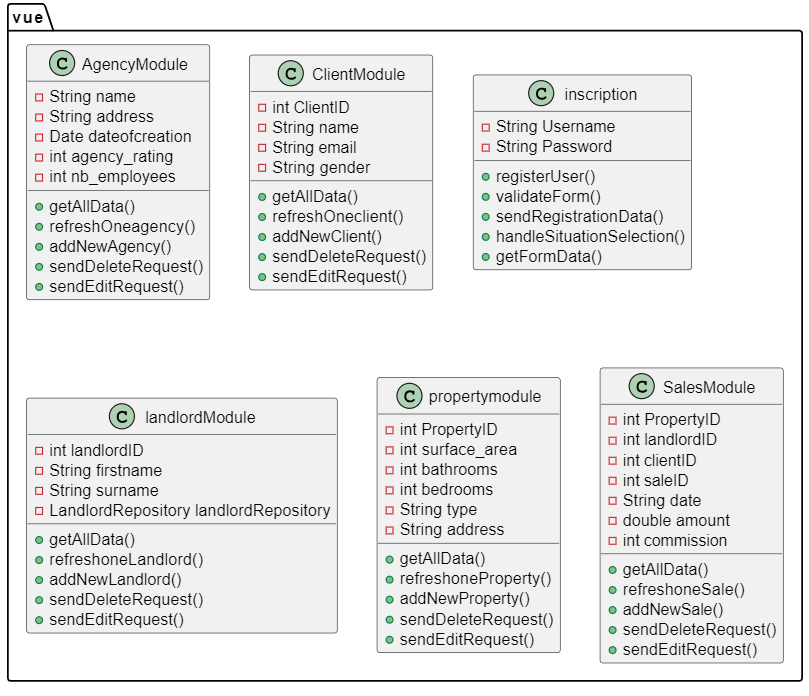 vue
C AgencyModule
String name
String address
Date dateofcreation
int agency_rating
int nb_employees
getAllData()
refreshOneagency()
addNewAgency()
sendDeleteRequest()
sendEditRequest()
C ClientModule
int ClientID
String name
String email
String gender
getAllData()
refreshOneclient()
addNewClient()
sendDeleteRequest()
sendEditRequest()
C inscription
String Username
String Password
registerUser()
validateForm()
sendRegistrationData()
handleSituationSelection()
getFormData()
C landlordModule
int landlordID
String firstname
String surname
LandlordRepository landlordRepository
getAllData()
refreshoneLandlord()
addNewLandlord()
sendDeleteRequest()
sendEditRequest()
C propertymodule
int PropertyID
int surface_area
int bathrooms
int bedrooms
String type
String address
getAllData()
refreshoneProperty()
addNewProperty()
sendDeleteRequest()
sendEditRequest()
C SalesModule
int PropertyID
int landlordID
int clientID
int saleID
String date
double amount
int commission
getAllData()
refreshoneSale()
addNewSale()
sendDeleteRequest()
sendEditRequest()